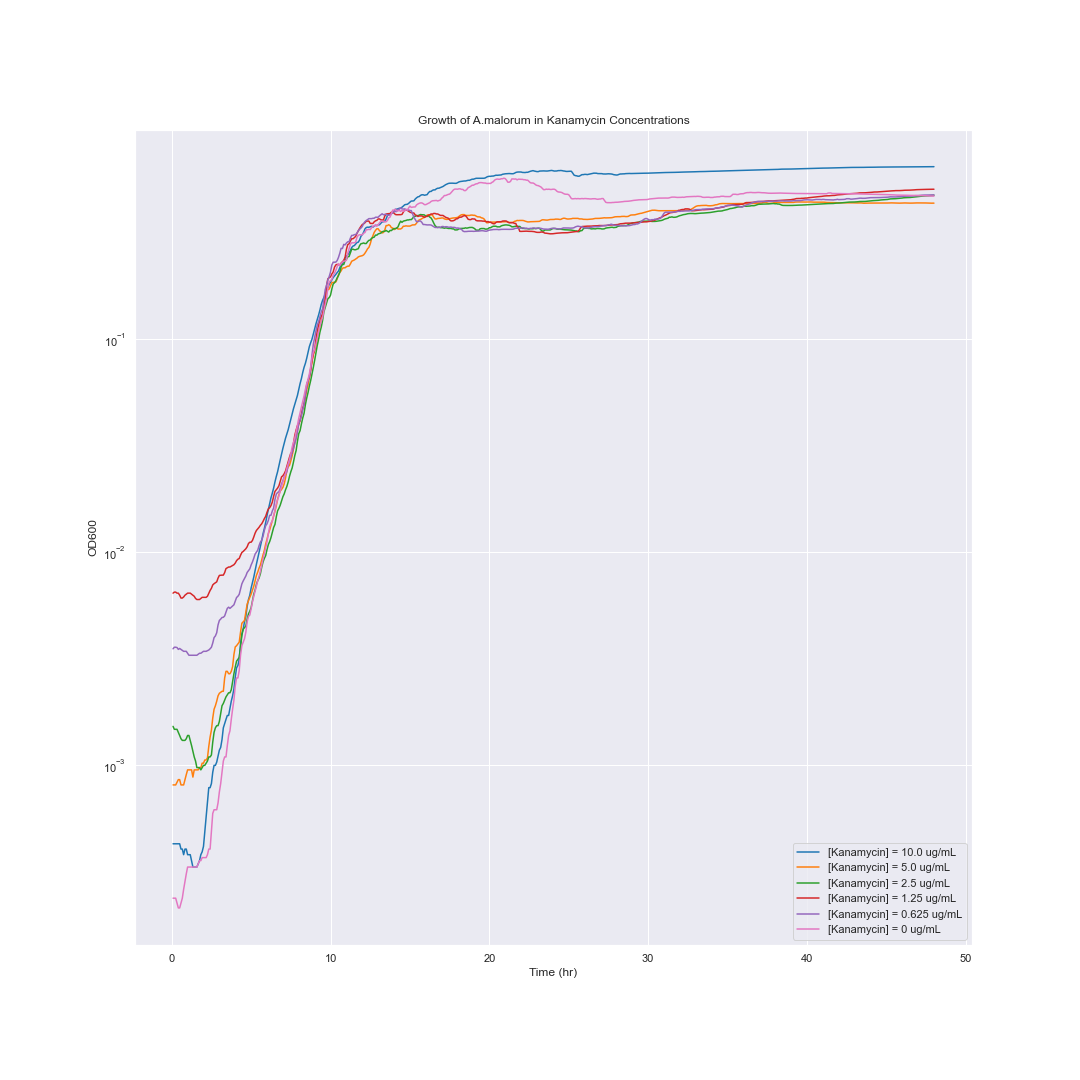 Growth of A.malorum in Kanamycin Concentrations
OD600
10⁻¹
10⁻²
10⁻³
0 10 20 30 40 50
Time (hr)
[Kanamycin] = 10.0 ug/mL
[Kanamycin] = 5.0 ug/mL
[Kanamycin] = 2.5 ug/mL
[Kanamycin] = 1.25 ug/mL
[Kanamycin] = 0.625 ug/mL
[Kanamycin] = 0 ug/mL